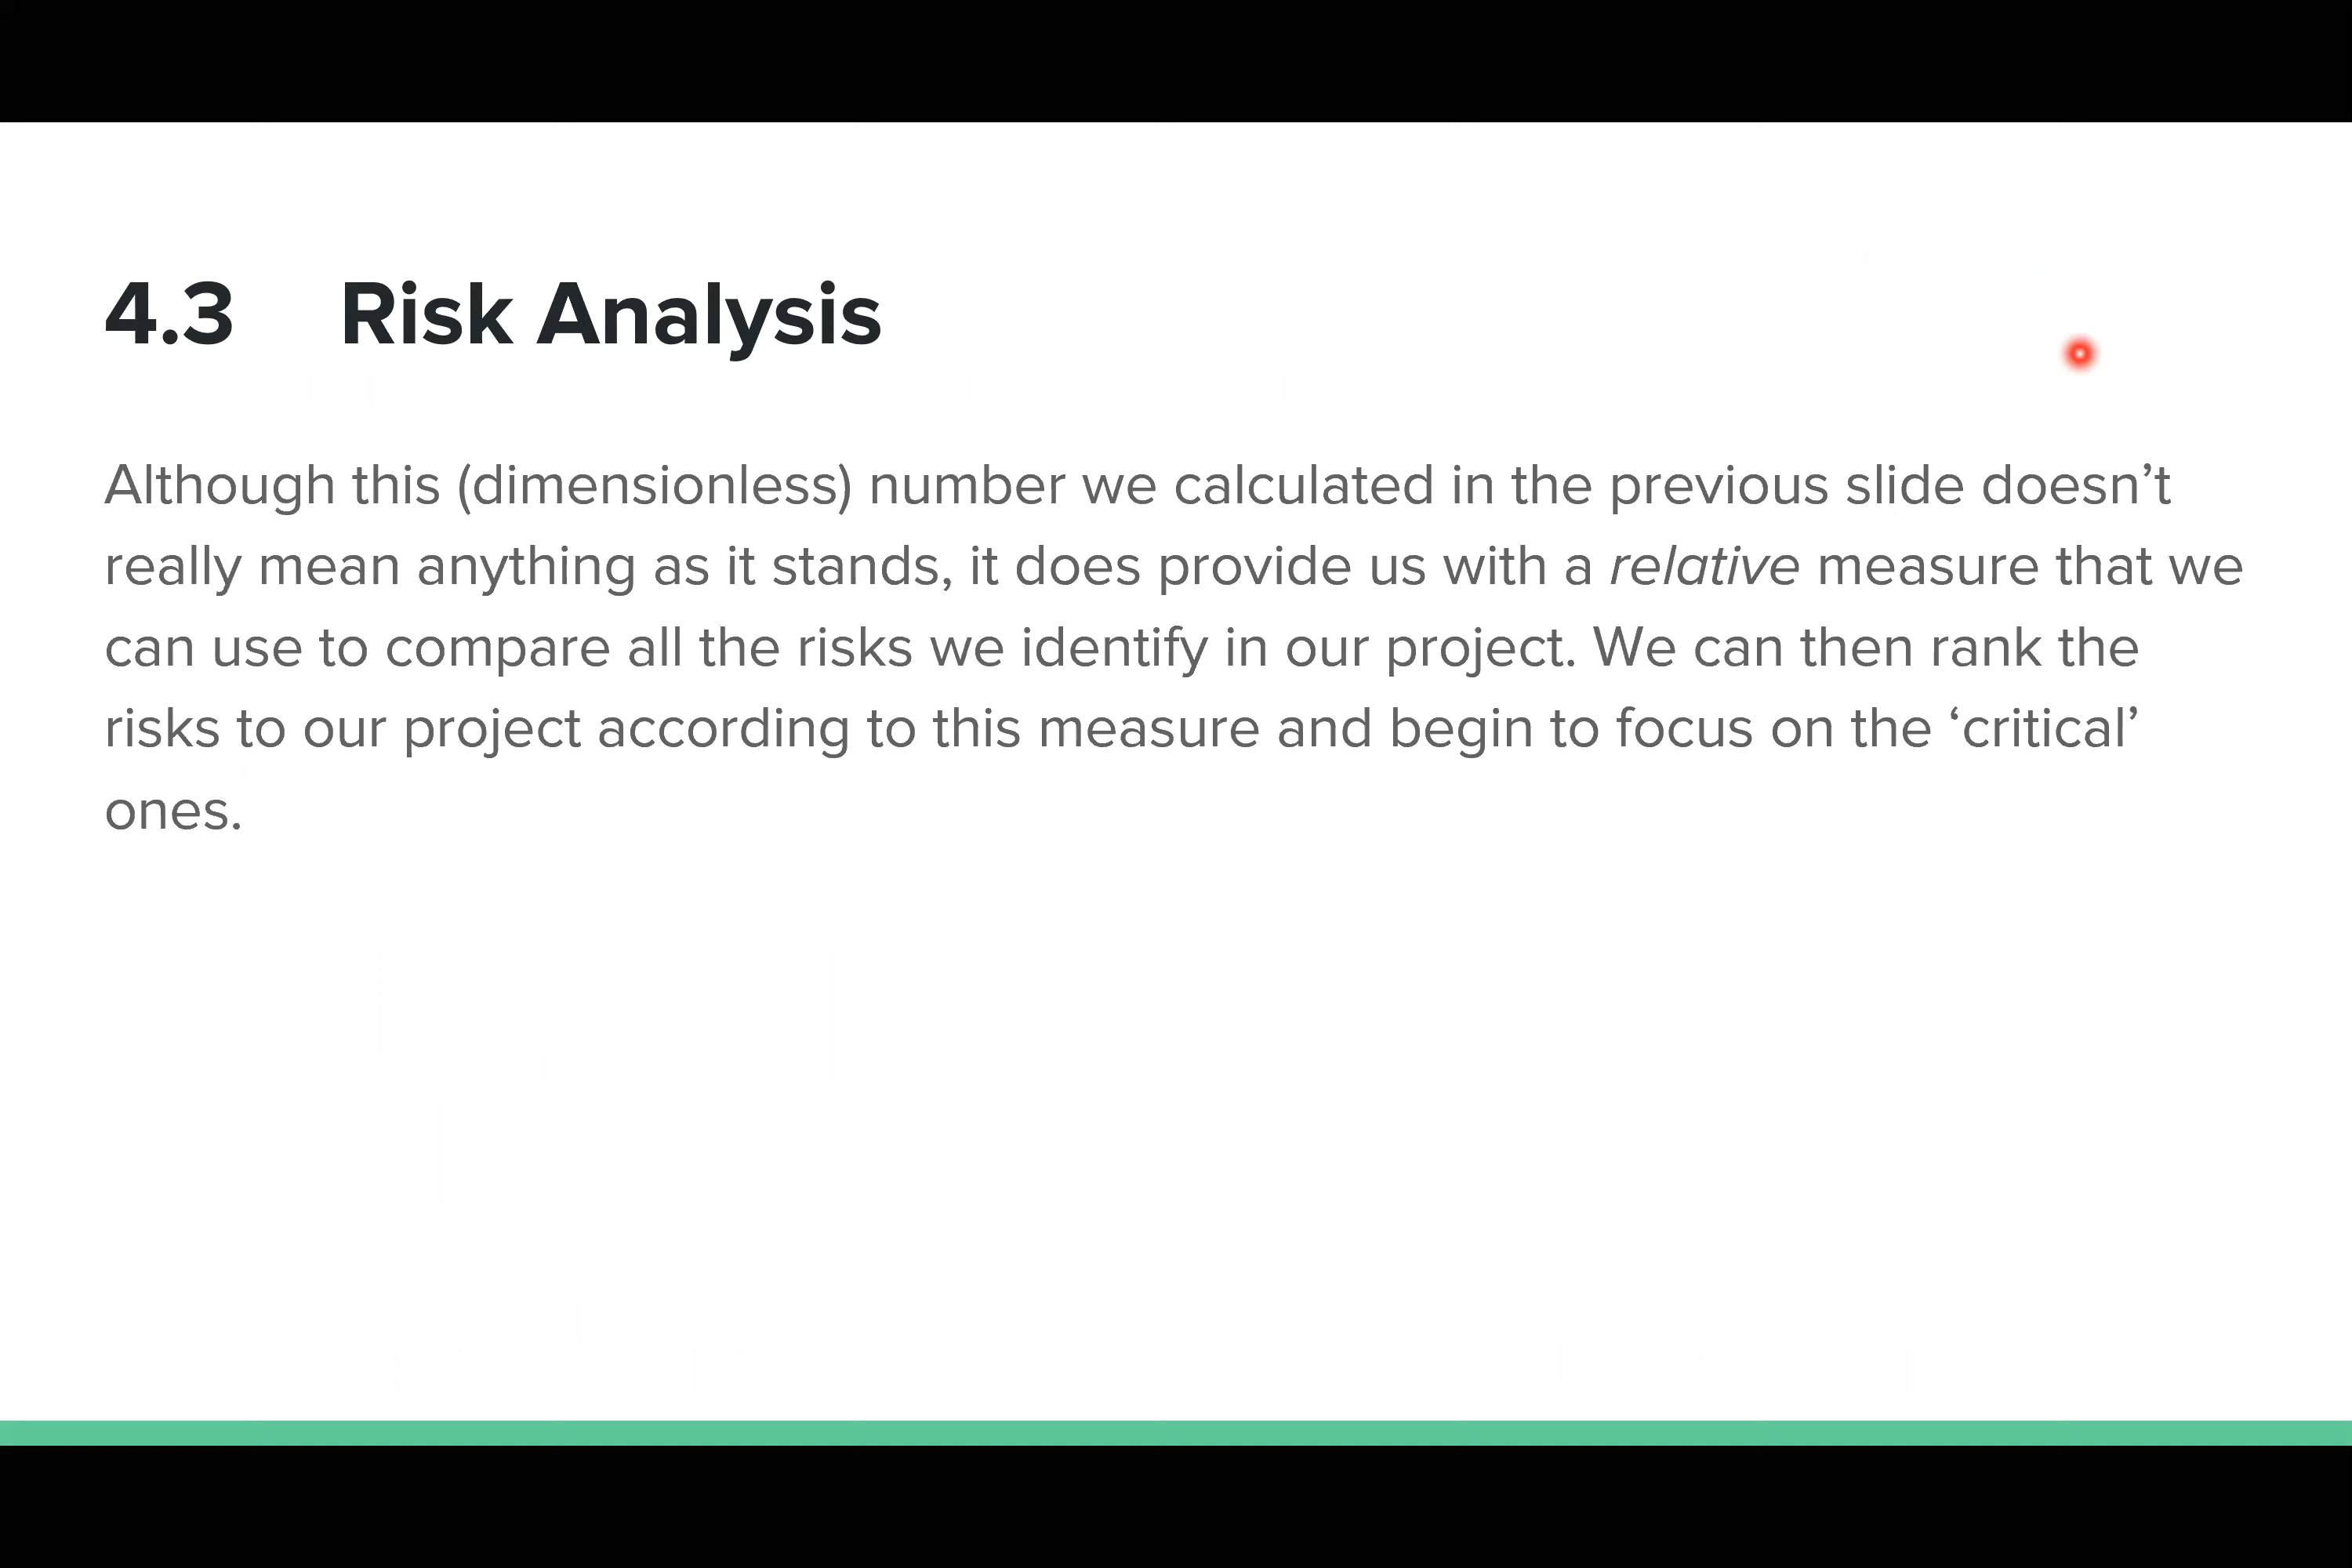 4.3 Risk Analysis
Although this (dimensionless) number we calculated in the previous slide doesn’t
really mean anything as it stands, it does provide us with a relative measure that we
can use to compare all the risks we identify in our project. We can then rank the
risks to our project according to this measure and begin to focus on the ‘critical’
ones.